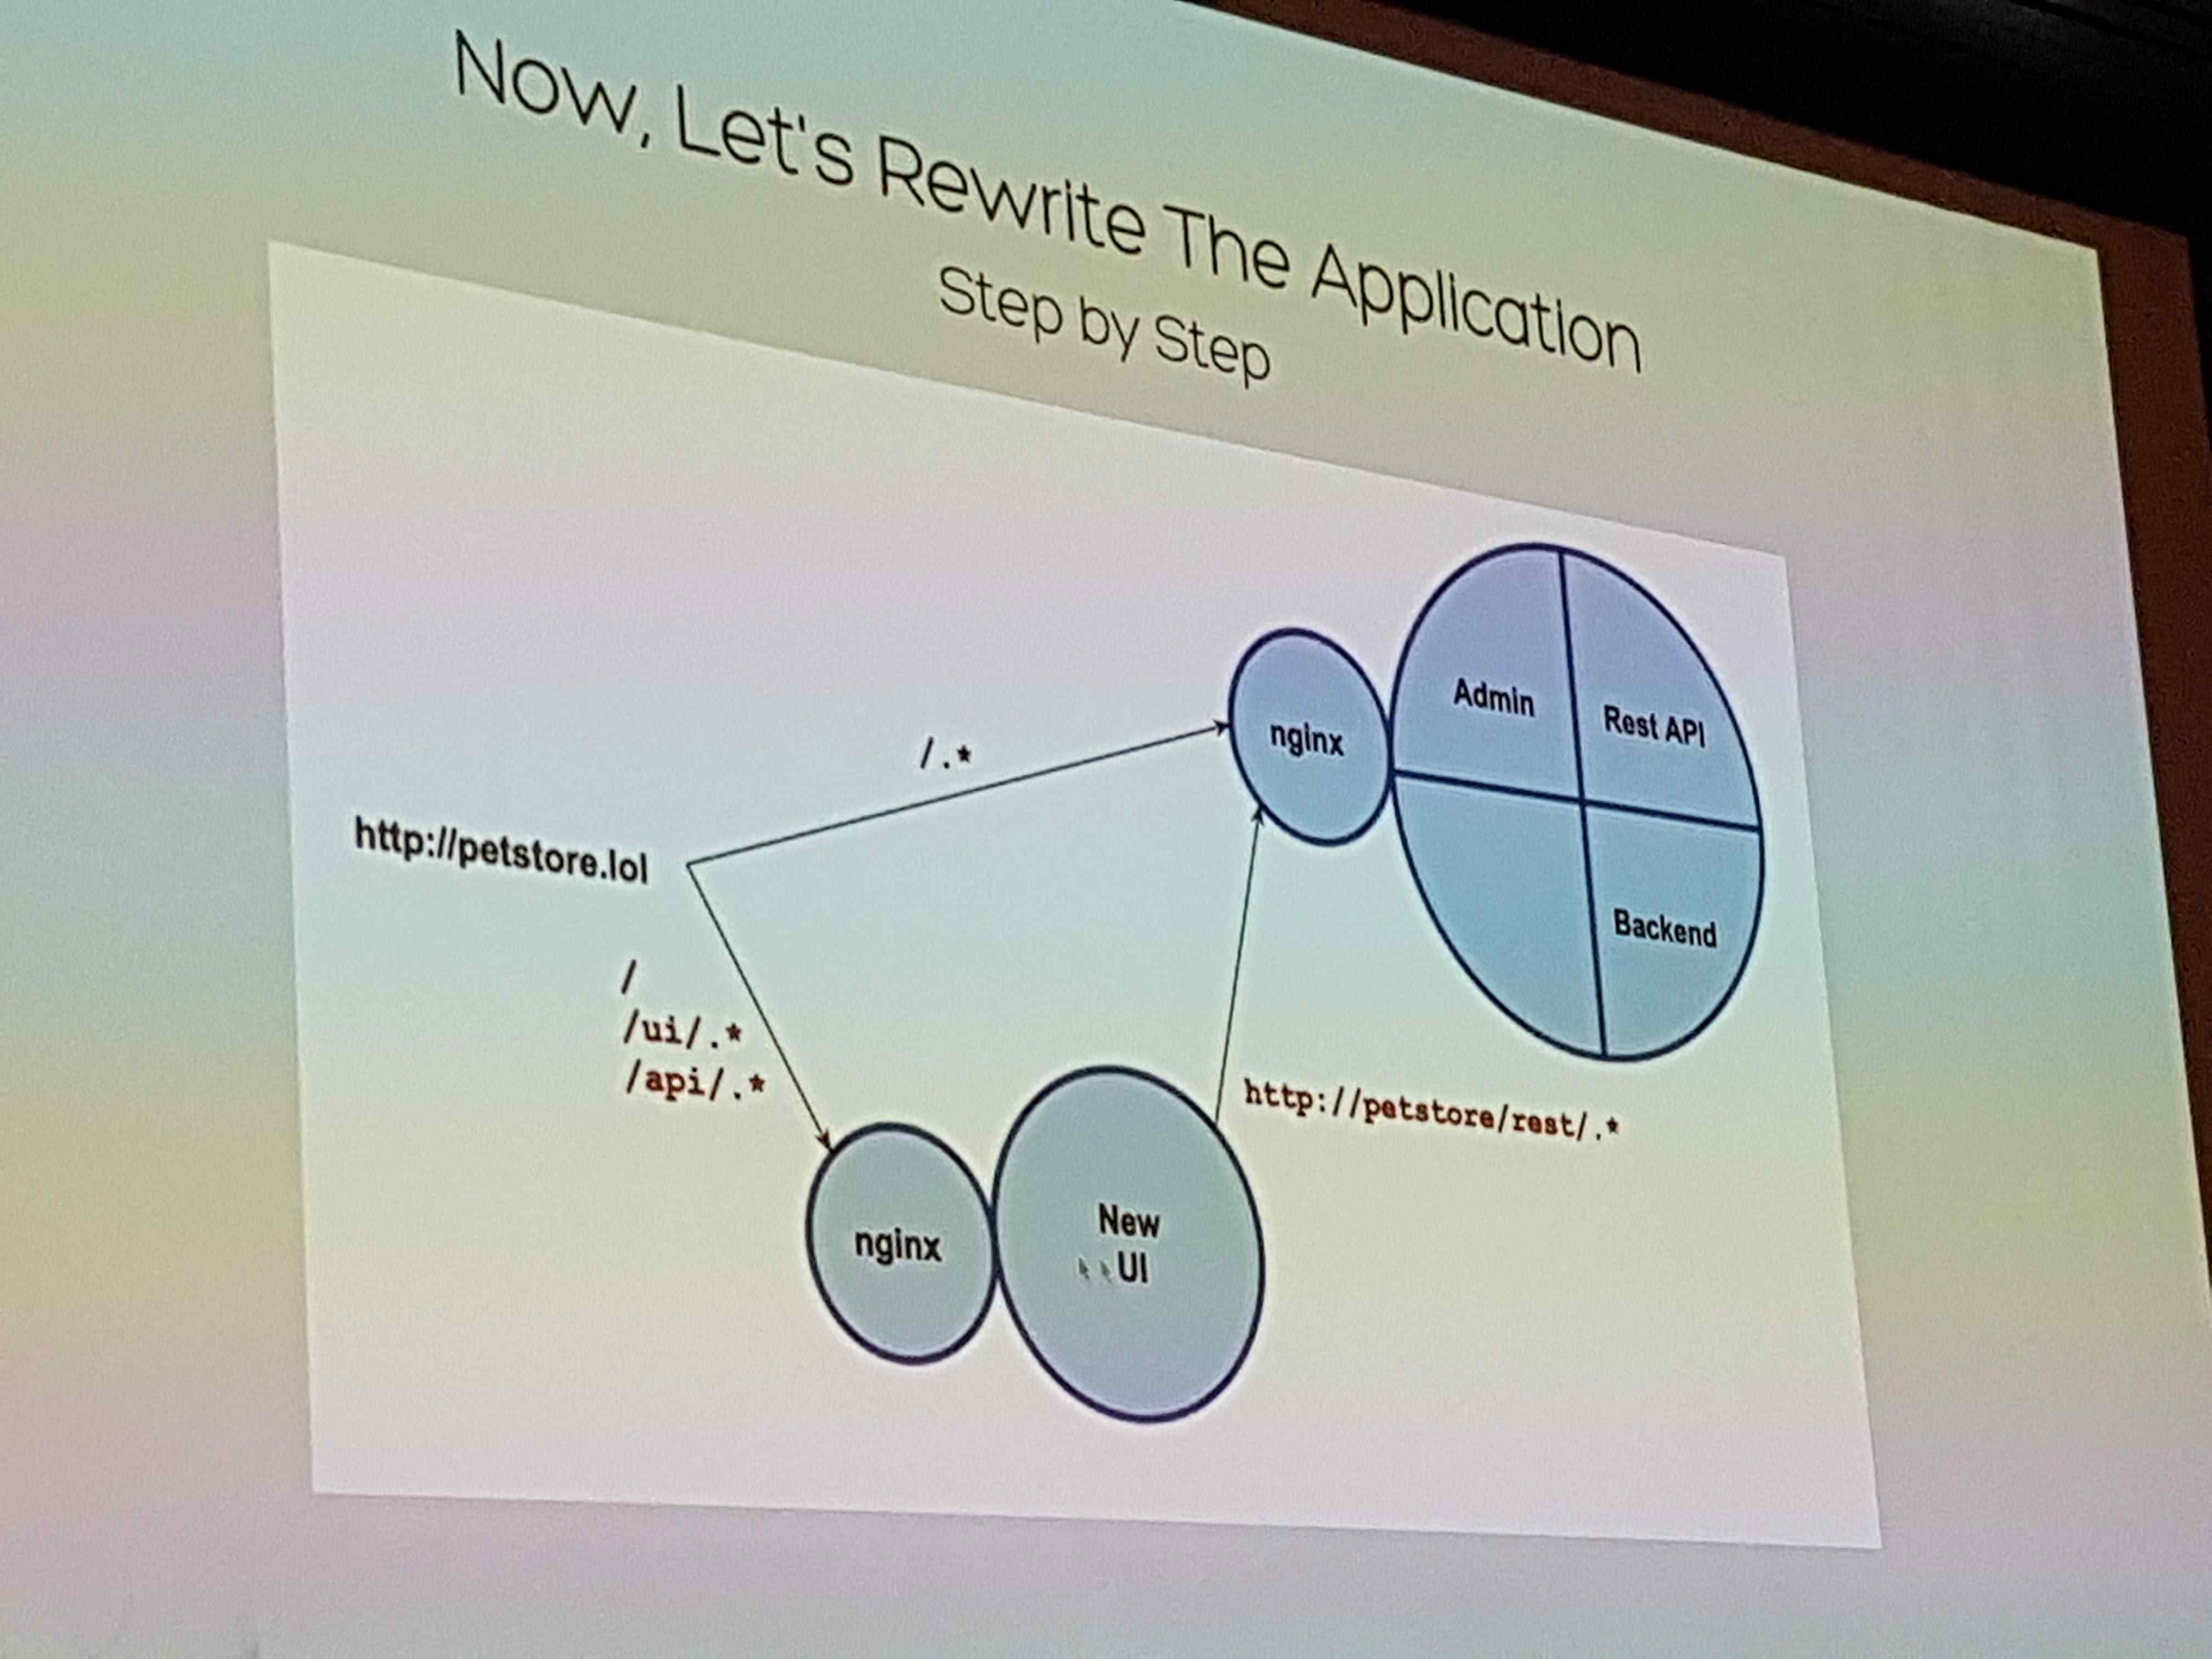 Now, Let's Rewrite The Application
Step by Step
/.*
nginx
Admin
Rest API
Backend
http://petstore.lol
/
/ui/.*
/api/.*
http://petstore/rest/.*
nginx
New
UI